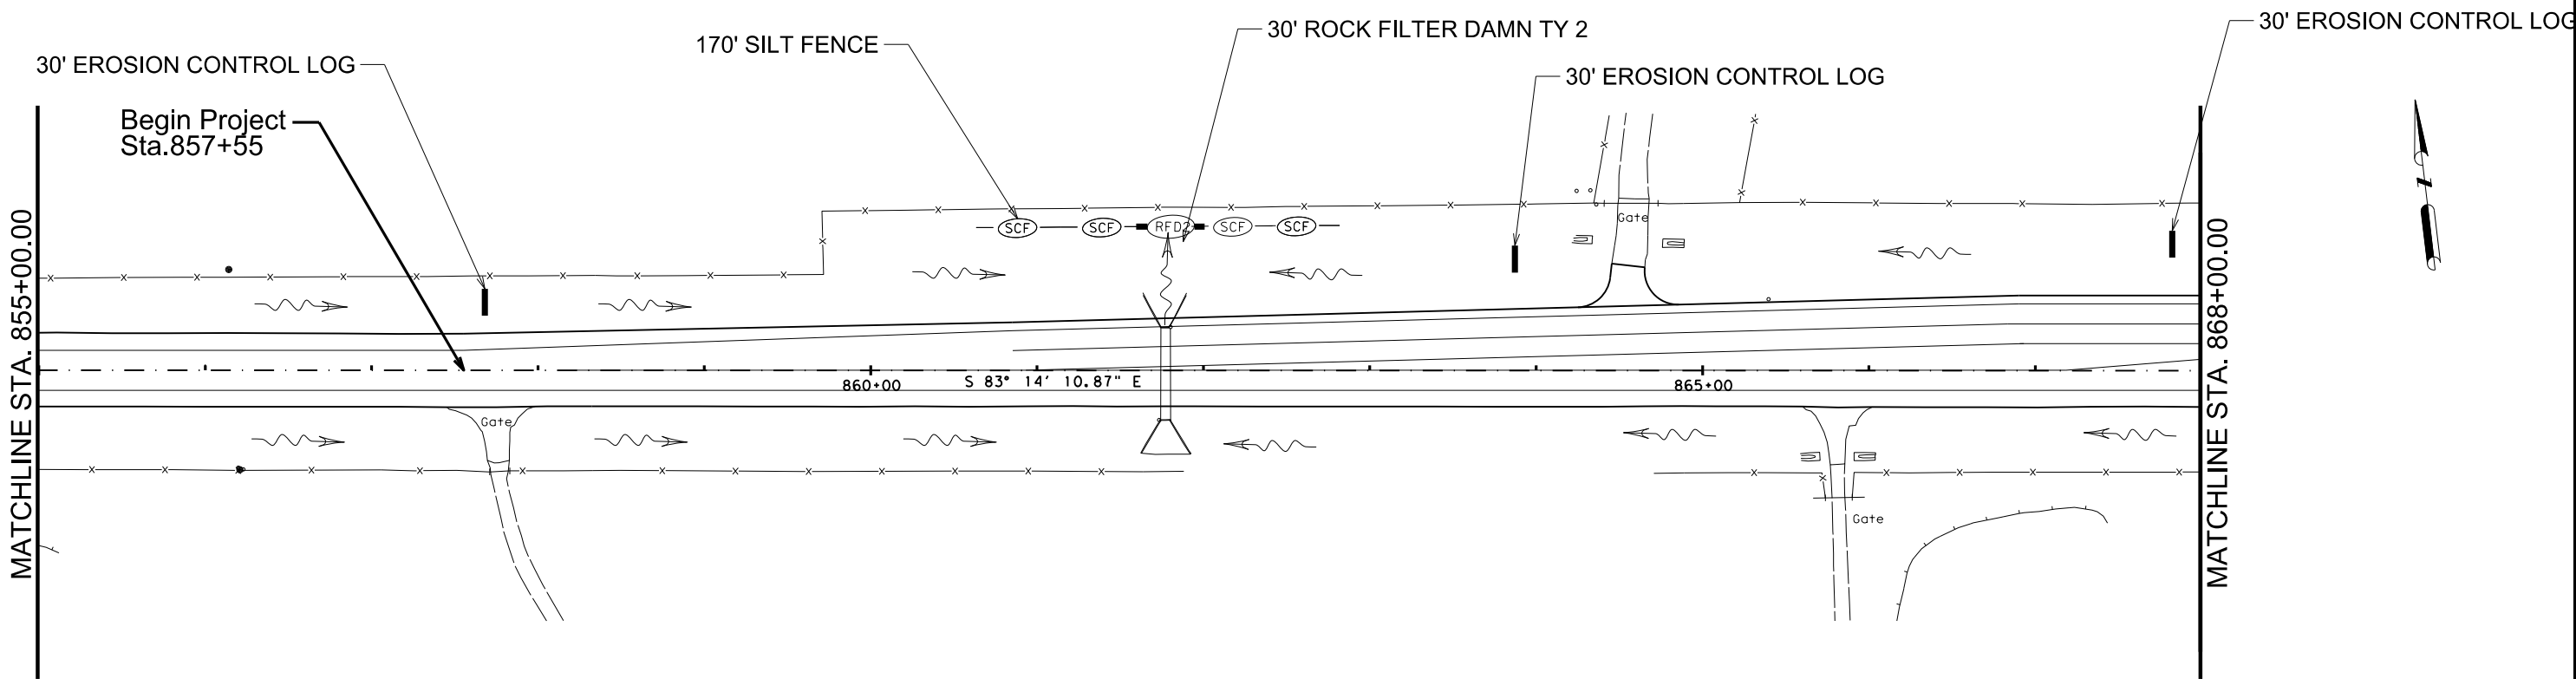 30' EROSION CONTROL LOG
170' SILT FENCE
30' ROCK FILTER DAMN TY 2
30' EROSION CONTROL LOG
30' EROSION CONTROL LOG
Begin Project
Sta.857+55
MATCHLINE STA. 855+00.00
SCF
SCF
RFD2
SCF
SCF
Gate
860+00
S 83° 14' 10.87" E
865+00
Gate
Gate
MATCHLINE STA. 868+00.00